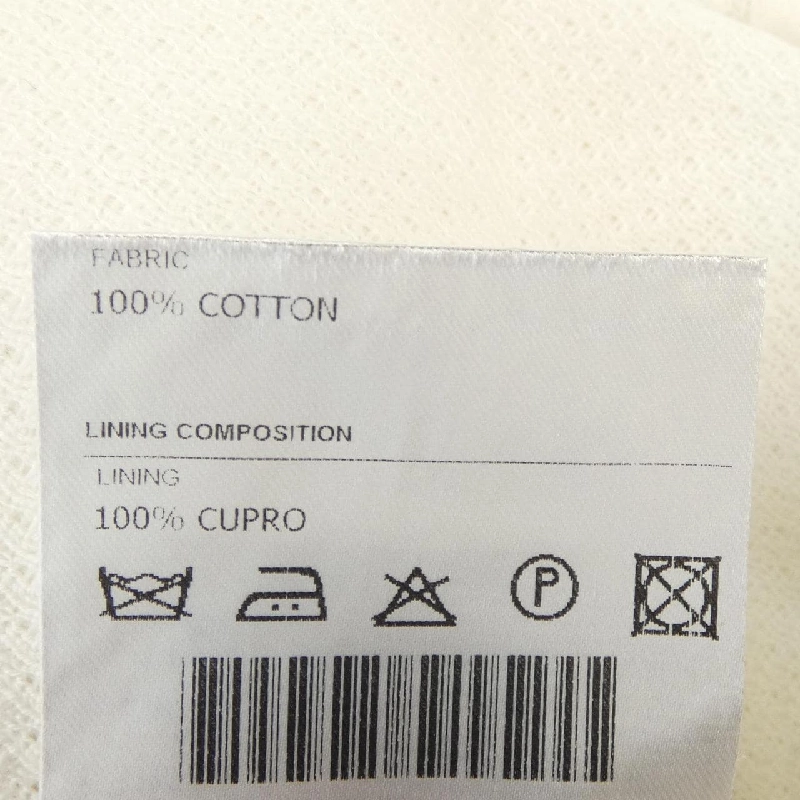 FABRIC
100% COTTON
LINING COMPOSITION
LINING
100% CUPRO
P